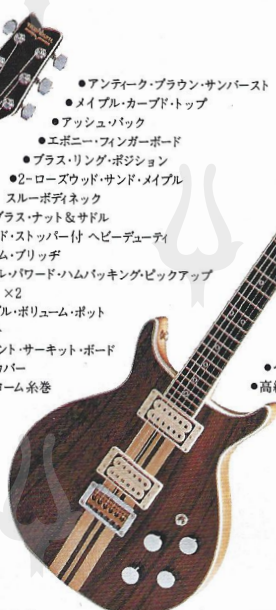 ●アンティーク・ブラウン・サンバースト
●メイプル・カーブド・トップ
●アッシュ・バック
●エボニー・フィンガーボード
●ブラス・リング・ポジション
●2-ローズウッド・サンド・メイプル
スルーボディネック
ブラス・ナット&サドル
ド・ストッパー付 ヘビーデューティ
ム・ブリッヂ
ル・パワード・ハムバッキング・ピックアップ
×2
プル・ボリューム・ポット
ント・サーキット・ボード
カバー
ローム糸巻
●高